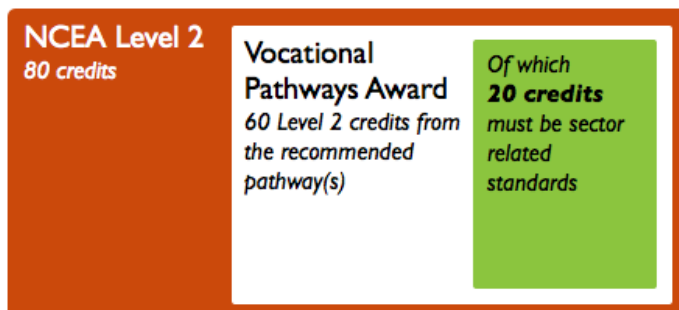 NCEA Level 2
80 credits
Vocational
Pathways Award
60 Level 2 credits from
the recommended
pathway(s)
Of which
20 credits
must be sector
related
standards